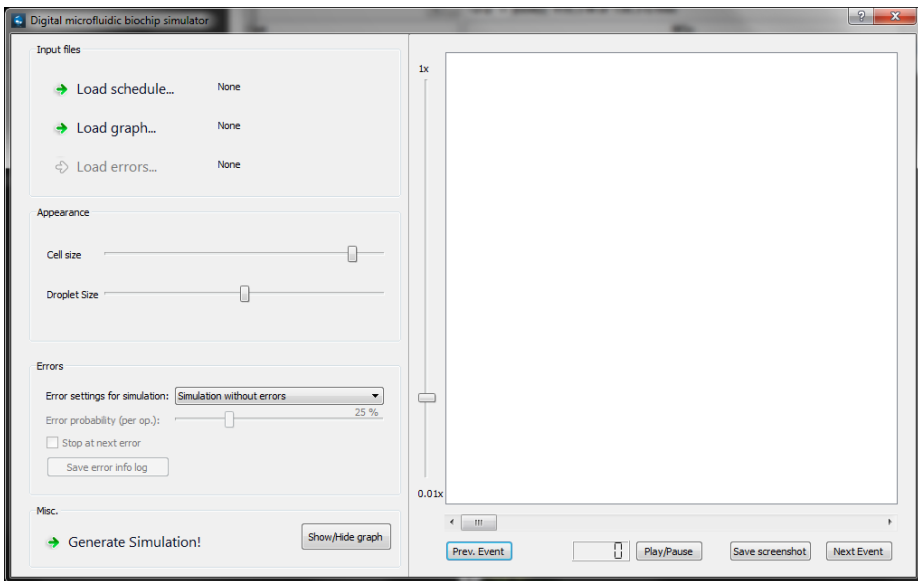 Digital microfluidic biochip simulator
Input files
Load schedule... None
Load graph... None
Load errors... None
Appearance
Cell size
Droplet Size
Errors
Error settings for simulation: Simulation without errors
Error probability (per op.): 25 %
Stop at next error
Save error info log
Misc.
Generate Simulation! Show/Hide graph
1x
0.01x
Prev. Event 0 Play/Pause Save screenshot Next Event